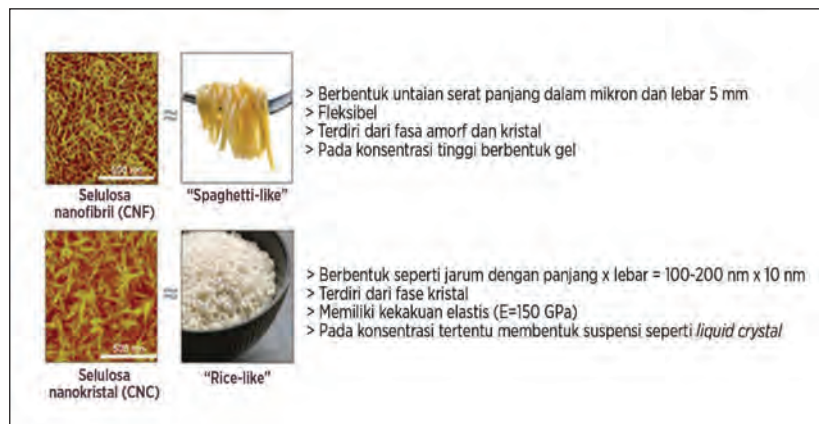 > Berbentuk untaian serat panjang dalam mikron dan lebar 5 mm
> Fleksibel
> Terdiri dari fasa amorf dan kristal
> Pada konsentrasi tinggi berbentuk gel
Selulosa
nanofibril (CNF)
"Spaghetti-like"
> Berbentuk seperti jarum dengan panjang x lebar = 100-200 nm x 10 nm
> Terdiri dari fase kristal
> Memiliki kekakuan elastis (E=150 GPa)
> Pada konsentrasi tertentu membentuk suspensi seperti liquid crystal
Selulosa
nanokristal (CNC)
"Rice-like"